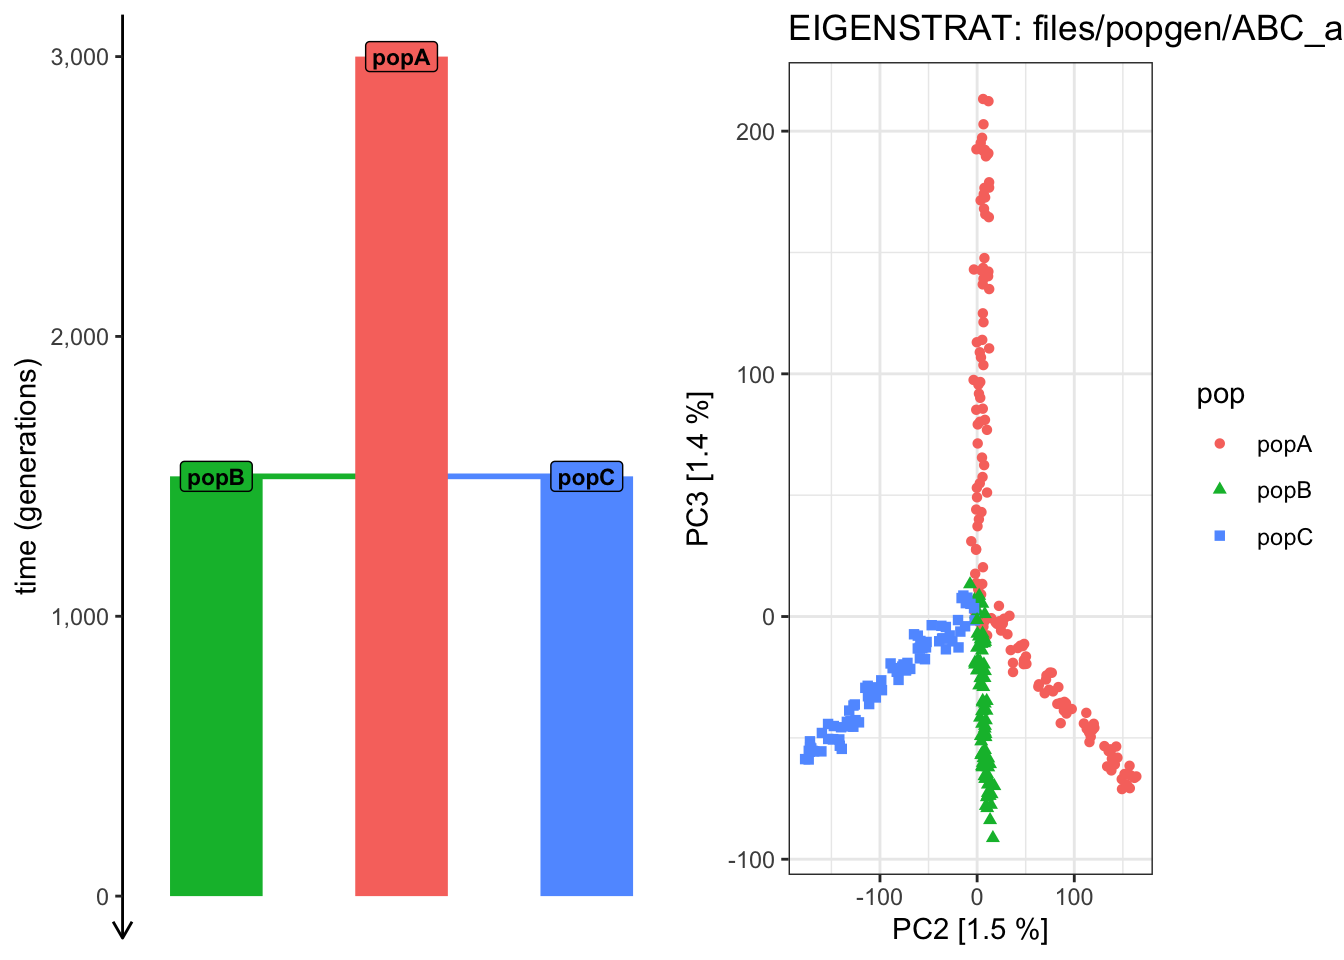 time (generations)
3,000
2,000
1,000
0
popA
popB
popC
EIGENSTRAT: files/popgen/ABC_a
PC3 [1.4 %]
200
100
0
-100
-100 0 100
PC2 [1.5 %]
pop
popA
popB
popC